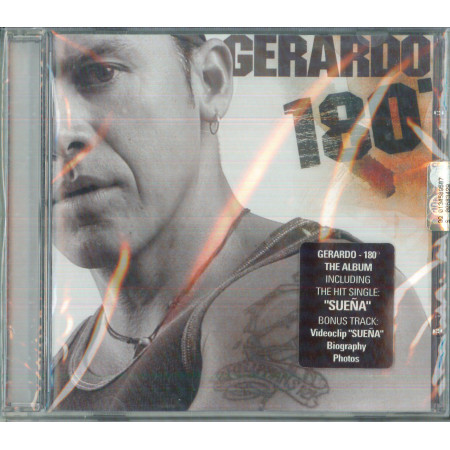 GERARDO
180°
GERARDO - 180°
THE ALBUM
INCLUDING
THE HIT SINGLE:
"SUEÑA"
BONUS TRACK:
Videoclip "SUEÑA"
Biography
Photos